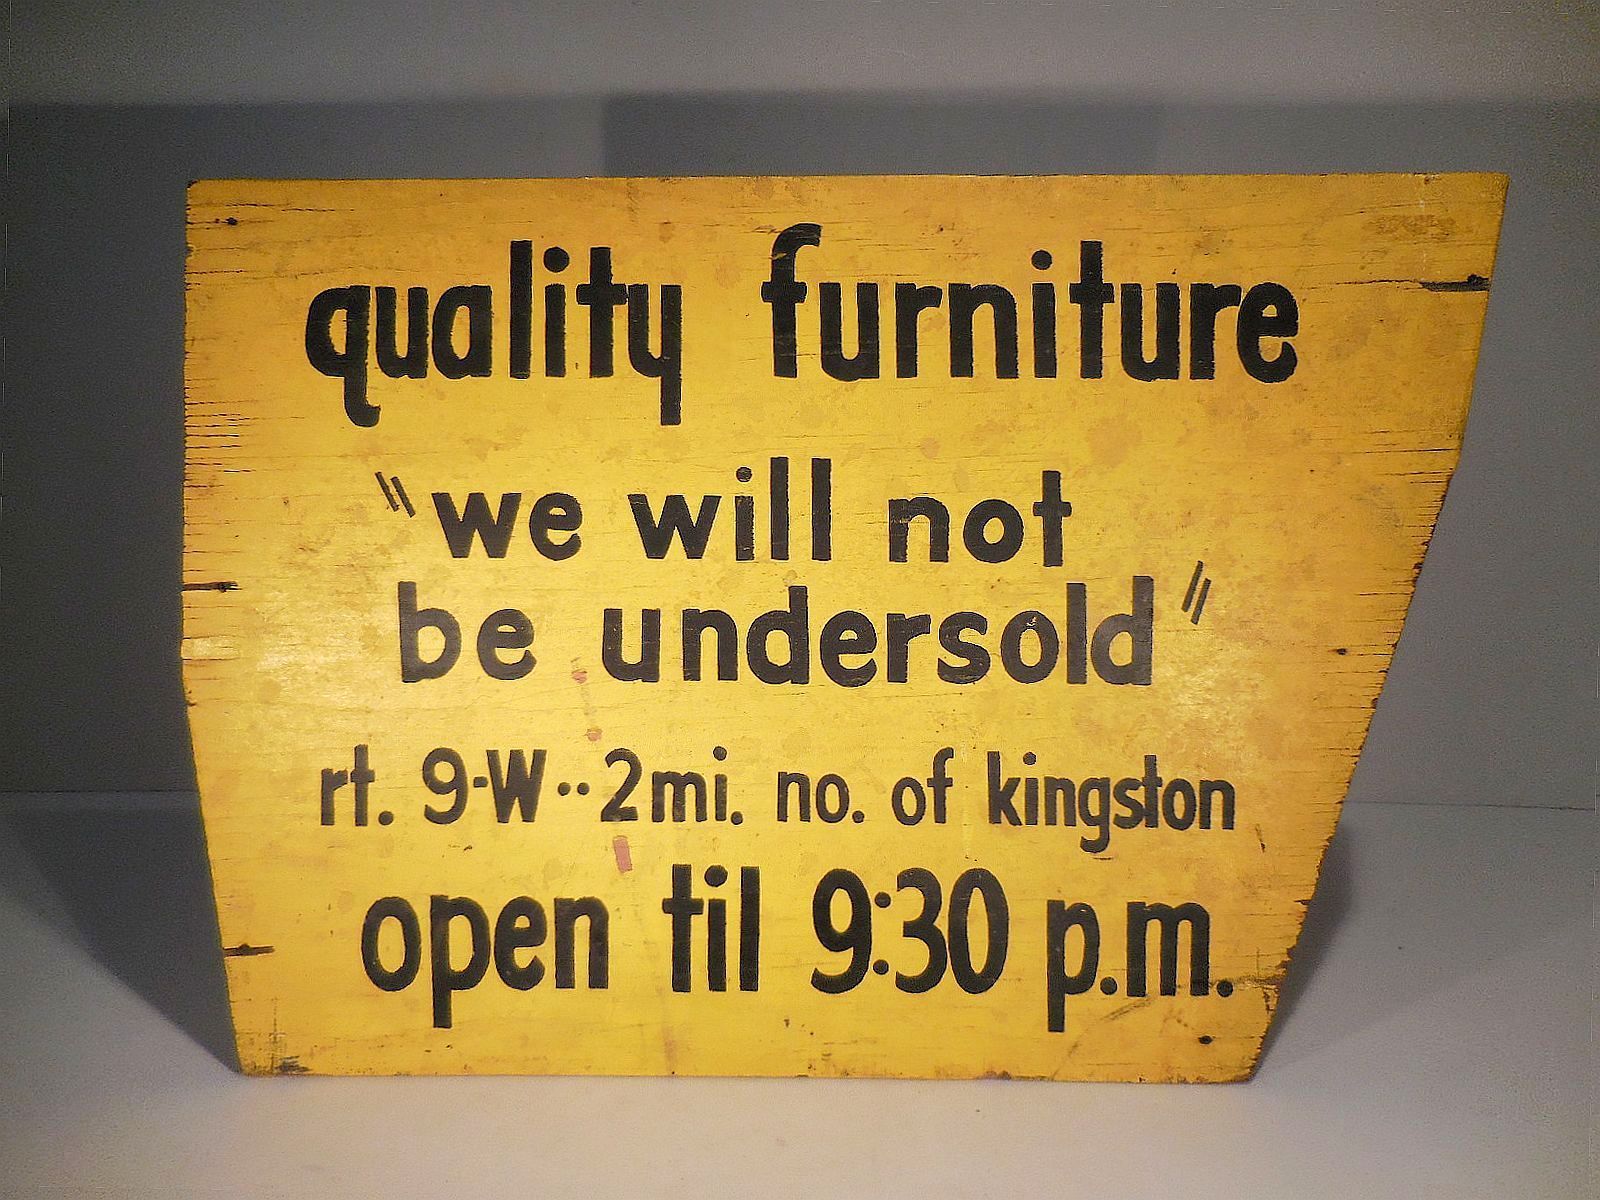 quality furniture
"we will not
be undersold"
rt. 9-W--2mi. no. of kingston
open til 9:30 p.m.